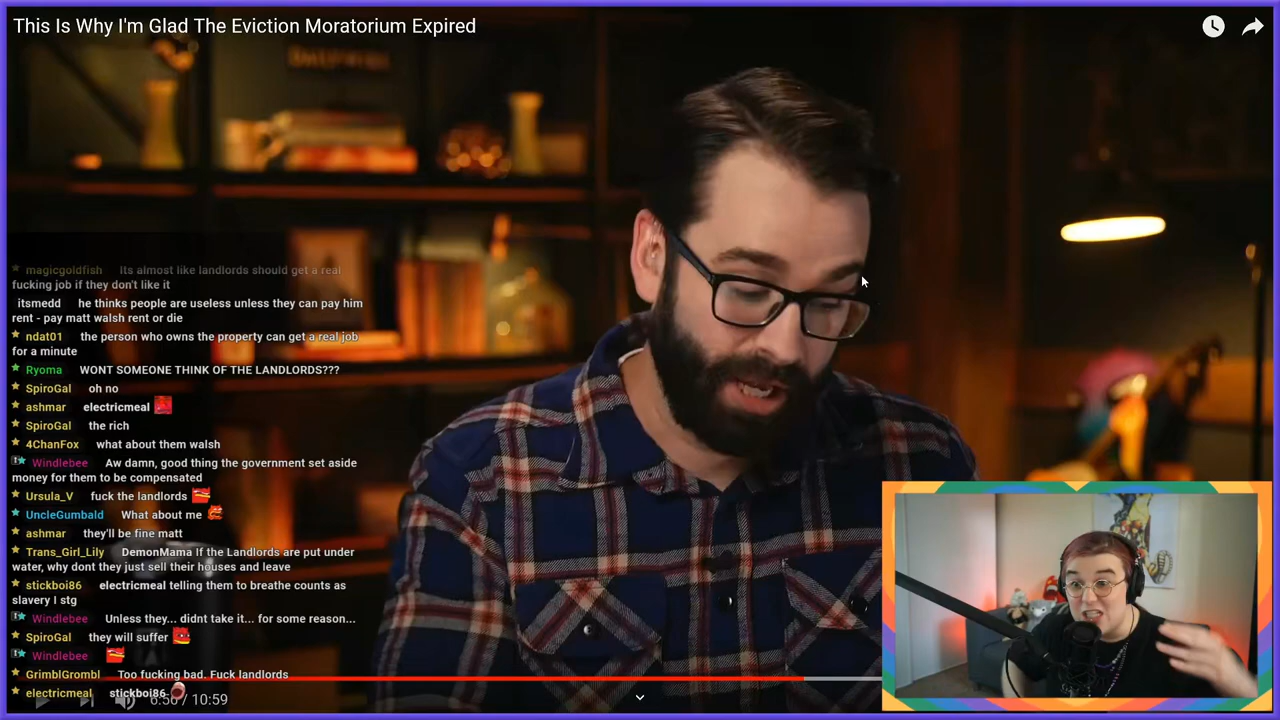 This Is Why I'm Glad The Eviction Moratorium Expired
magicgoldfish Its almost like landlords should get a real
fucking job if they don't like it
itsmedd he thinks people are useless unless they can pay him
rent - pay matt walsh rent or die
ndat01 the person who owns the property can get a real job
for a minute
Ryoma WONT SOMEONE THINK OF THE LANDLORDS???
SpiroGal oh no
ashmar electricmeal
SpiroGal the rich
4ChanFox what about them walsh
Windlebee Aw damn, good thing the government set aside
money for them to be compensated
Ursula_V fuck the landlords
UncleGumbald What about me
ashmar they'll be fine matt
Trans_Girl_Lily DemonMama If the Landlords are put under
water, why dont they just sell their houses and leave
stickboi86 electricmeal telling them to breathe counts as
slavery I stg
Windlebee Unless they... didnt take it... for some reason...
SpiroGal they will suffer
Windlebee
GrimblGrombl Too fucking bad. Fuck landlords
electricmeal stickboi86
6:56 / 10:59